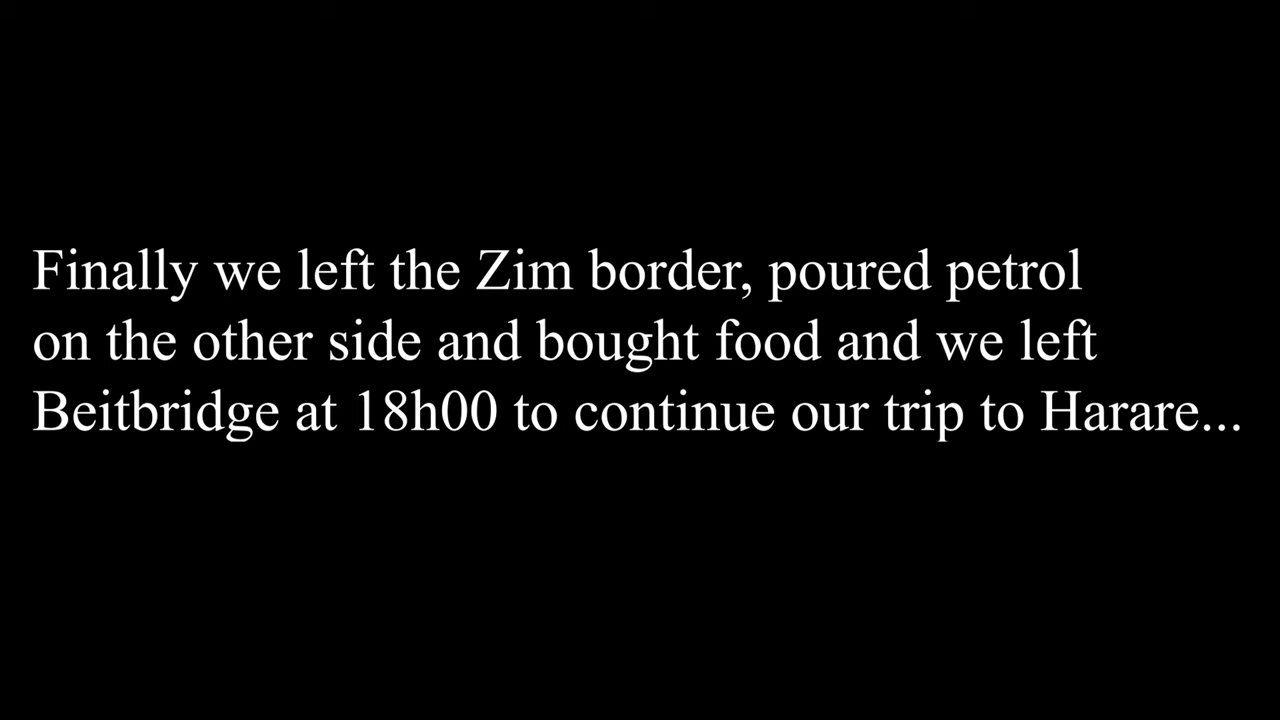 Finally we left the Zim border, poured petrol
on the other side and bought food and we left
Beitbridge at 18h00 to continue our trip to Harare...